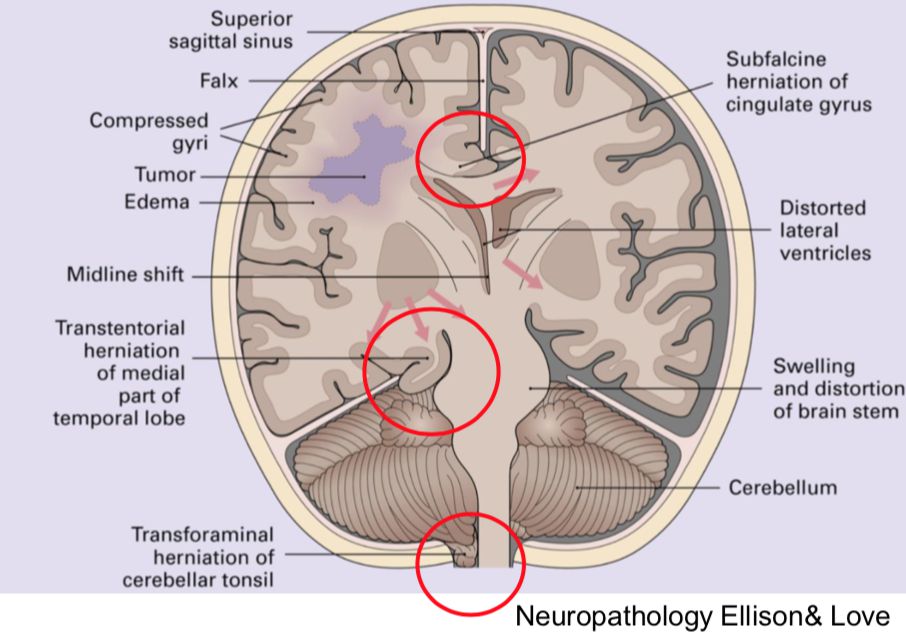 Superior
sagittal sinus
Falx
Compressed
gyri
Tumor
Edema
Midline shift
Transtentorial
herniation
of medial
part of
temporal lobe
Transforaminal
herniation of
cerebellar tonsil
Subfalcine
herniation of
cingulate gyrus
Distorted
lateral
ventricles
Swelling
and distortion
of brain stem
Cerebellum
Neuropathology Ellison& Love